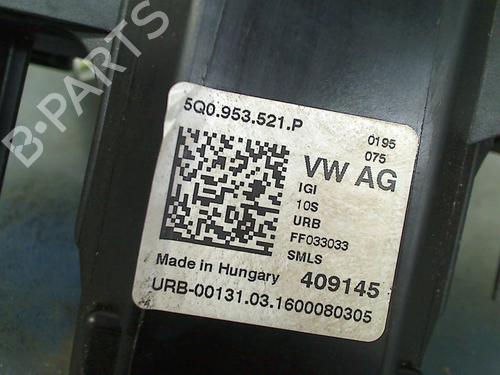 B-PARTS
5Q0.953.521.P
0195
075
VW AG
IGI
10S
URB
FF033033
SMLS
Made in Hungary
409145
URB-00131.03.1600080305